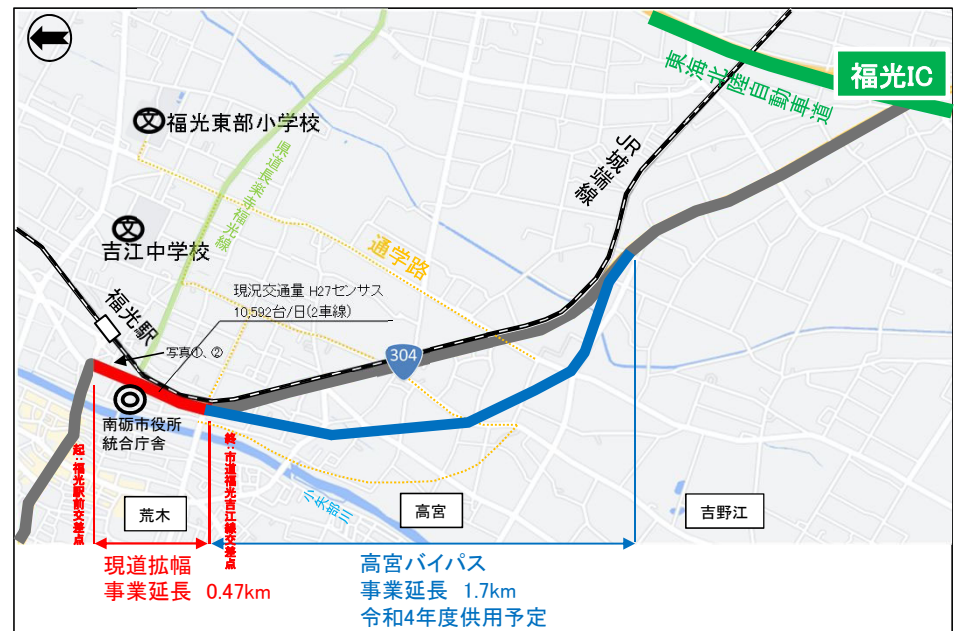 福光IC
東海北陸自動車道
JR城端線
福光東部小学校
県道長楽寺福光線
吉江中学校
通学路
現況交通量 H27センサス
10,592台/日(2車線)
福光駅
写真①、②
304
南砺市役所
統合庁舎
起:福光駅前交差点
終:市道福光吉江線交差点
小矢部川
荒木
高宮
吉野江
現道拡幅
事業延長 0.47km
高宮バイパス
事業延長 1.7km
令和4年度供用予定